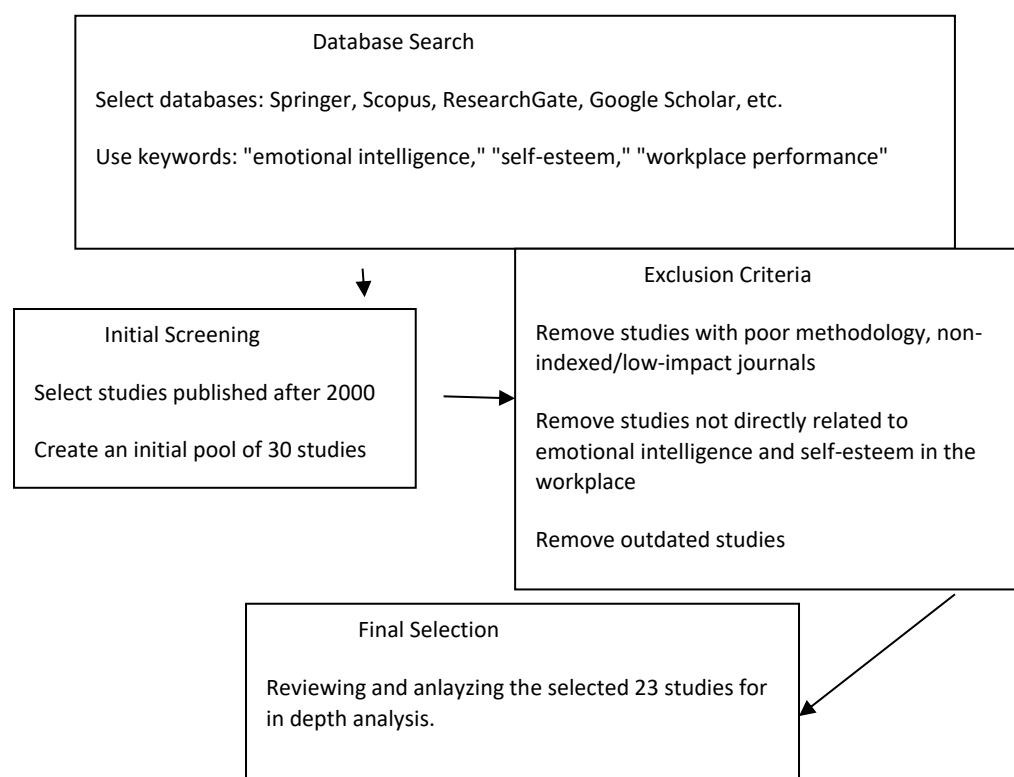 Database Search
Select databases: Springer, Scopus, ResearchGate, Google Scholar, etc.
Use keywords: "emotional intelligence," "self-esteem," "workplace performance"
Initial Screening
Select studies published after 2000
Create an initial pool of 30 studies
Exclusion Criteria
Remove studies with poor methodology, non-
indexed/low-impact journals
Remove studies not directly related to
emotional intelligence and self-esteem in the
workplace
Remove outdated studies
Final Selection
Reviewing and anlayzing the selected 23 studies for
in depth analysis.